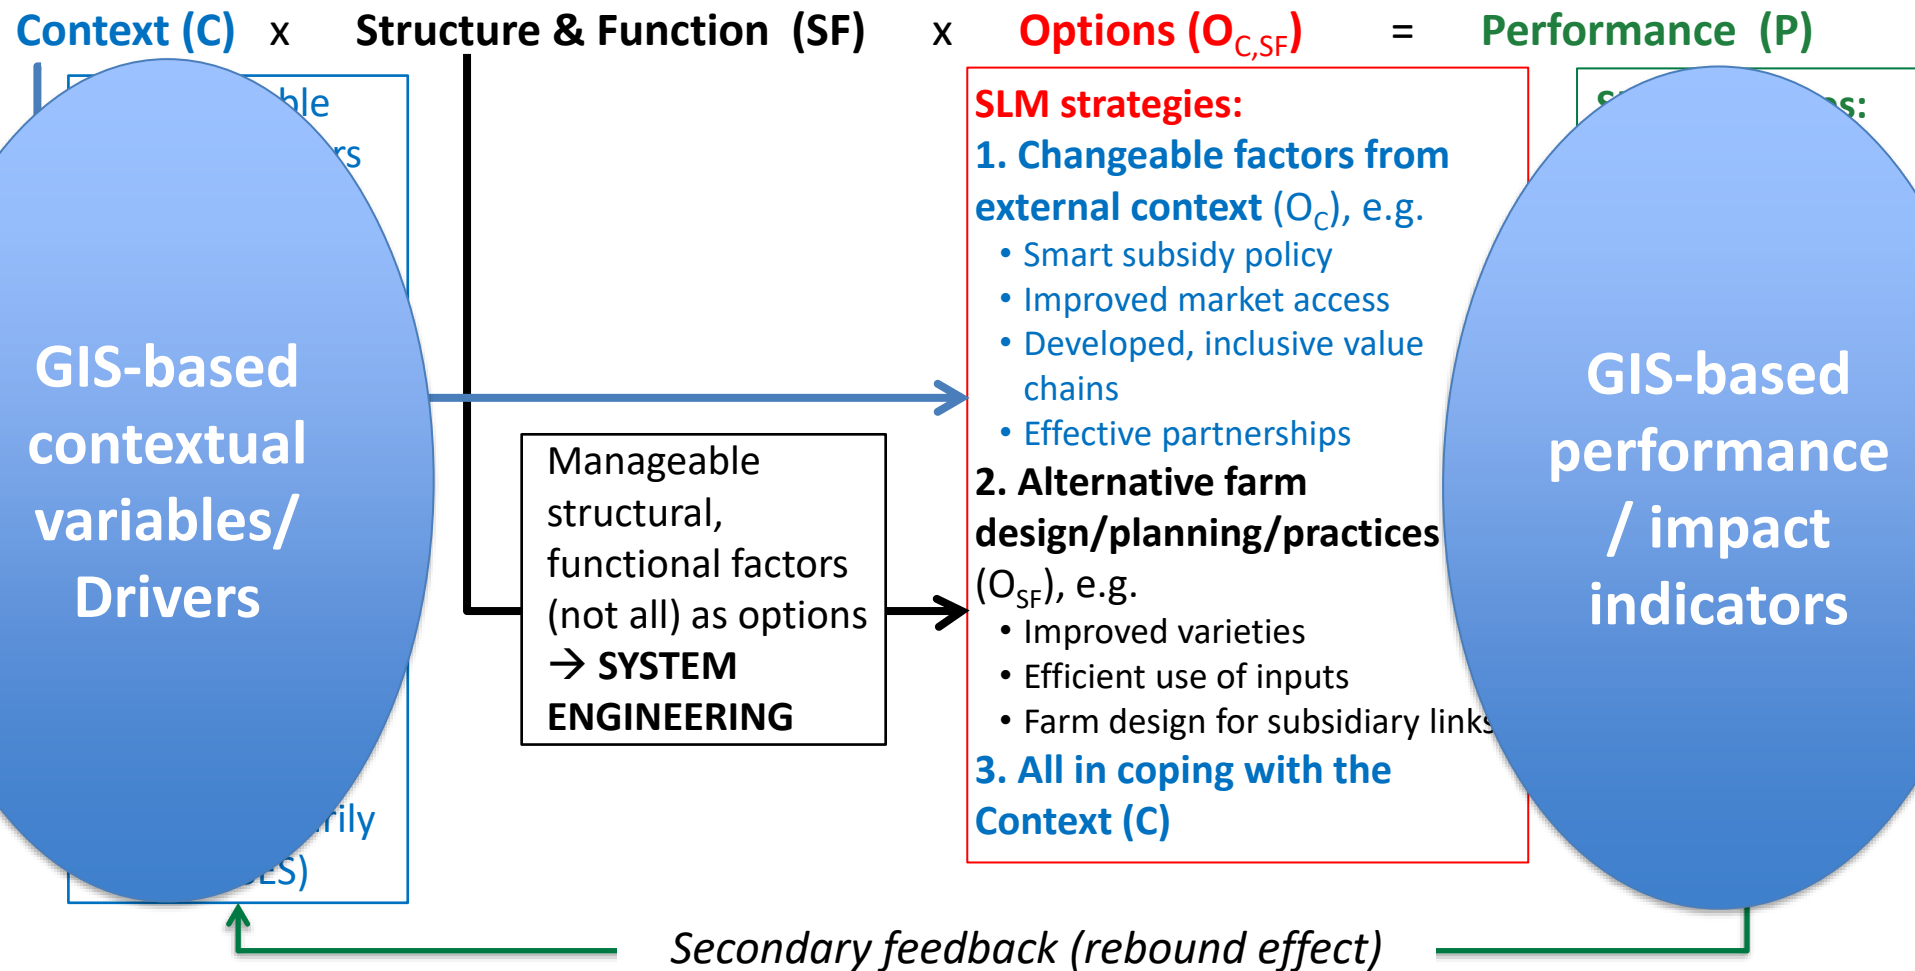 Context (C) x Structure & Function (SF) x Options (O_C,SF) = Performance (P)
GIS-based
contextual
variables/
Drivers
Manageable
structural,
functional factors
(not all) as options
→ SYSTEM
ENGINEERING
SLM strategies:
1. Changeable factors from
external context (O_C), e.g.
• Smart subsidy policy
• Improved market access
• Developed, inclusive value
chains
• Effective partnerships
2. Alternative farm
design/planning/practices
(O_SF), e.g.
• Improved varieties
• Efficient use of inputs
• Farm design for subsidiary links
3. All in coping with the
Context (C)
GIS-based
performance
/ impact
indicators
Secondary feedback (rebound effect)